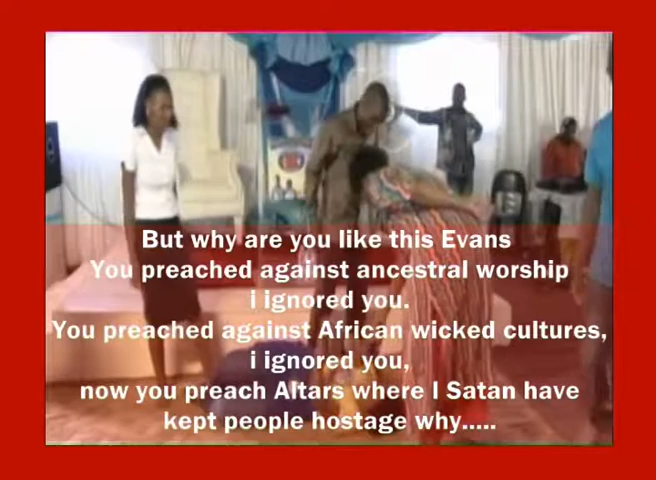 But why are you like this Evans
You preached against ancestral worship
i ignored you.
You preached against African wicked cultures,
i ignored you,
now you preach Altars where I Satan have
kept people hostage why.....